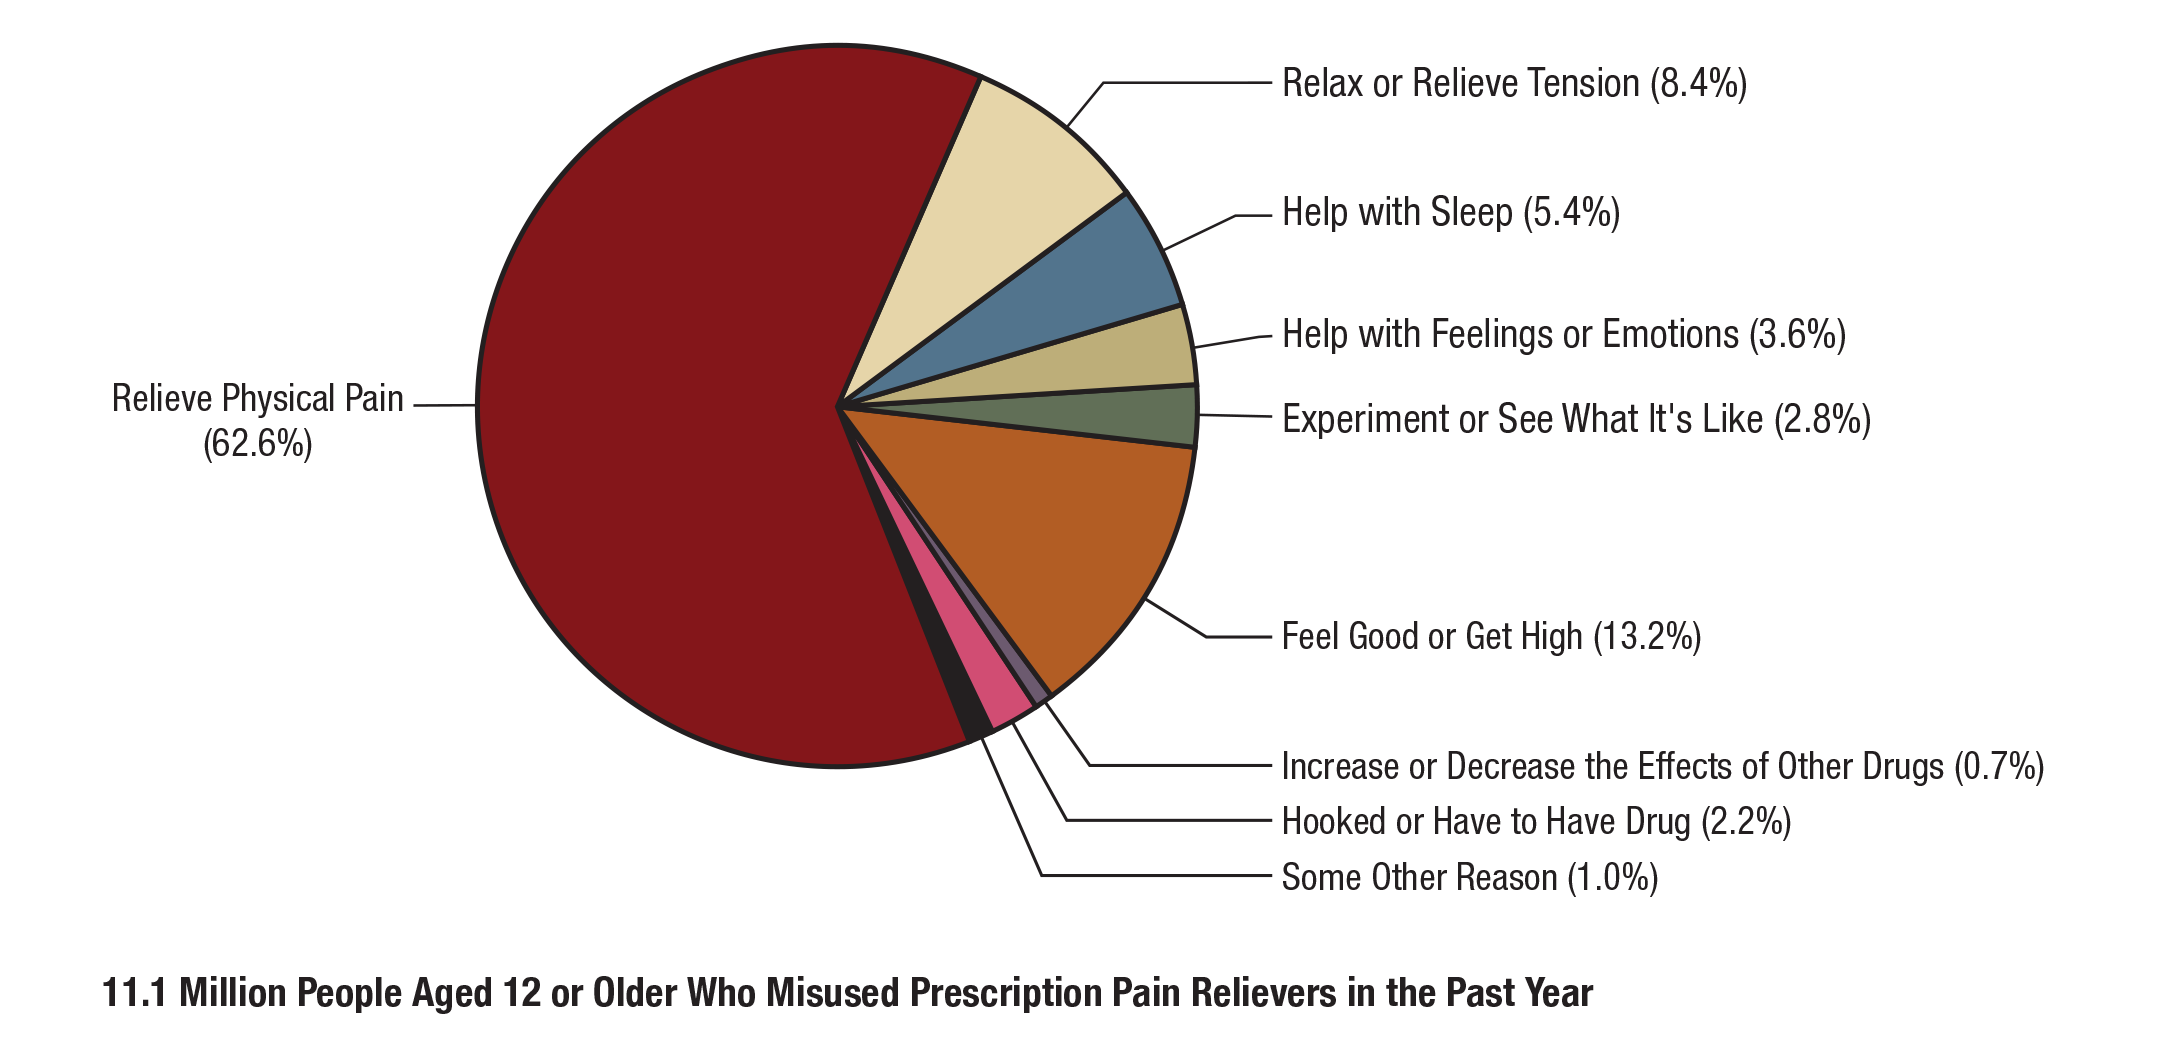 Relax or Relieve Tension (8.4%)
Help with Sleep (5.4%)
Help with Feelings or Emotions (3.6%)
Relieve Physical Pain
(62.6%)
Experiment or See What It's Like (2.8%)
Feel Good or Get High (13.2%)
Increase or Decrease the Effects of Other Drugs (0.7%)
Hooked or Have to Have Drug (2.2%)
Some Other Reason (1.0%)
11.1 Million People Aged 12 or Older Who Misused Prescription Pain Relievers in the Past Year